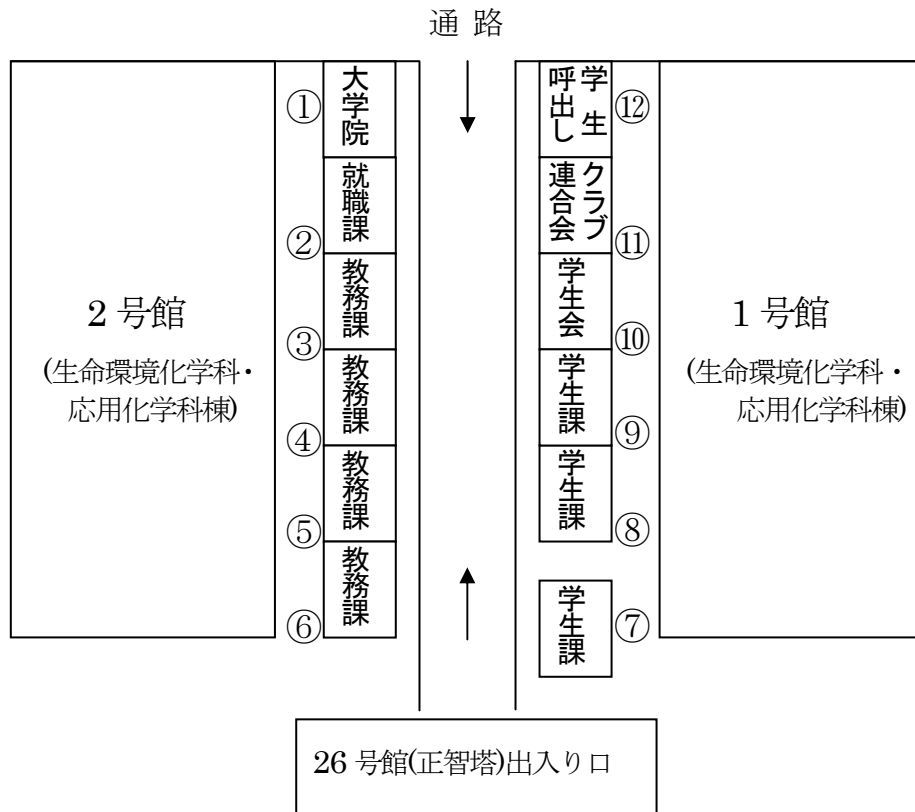 通 路
① 大学院
② 就職課
③ 教務課
④ 教務課
⑤ 教務課
⑥ 教務課
学生
呼出し ⑫
クラブ
連合会 ⑪
学生会 ⑩
学生課 ⑨
学生課 ⑧
学生課 ⑦
2 号館
(生命環境化学科・
応用化学科棟)
1 号館
(生命環境化学科・
応用化学科棟)
26 号館(正智塔)出入り口